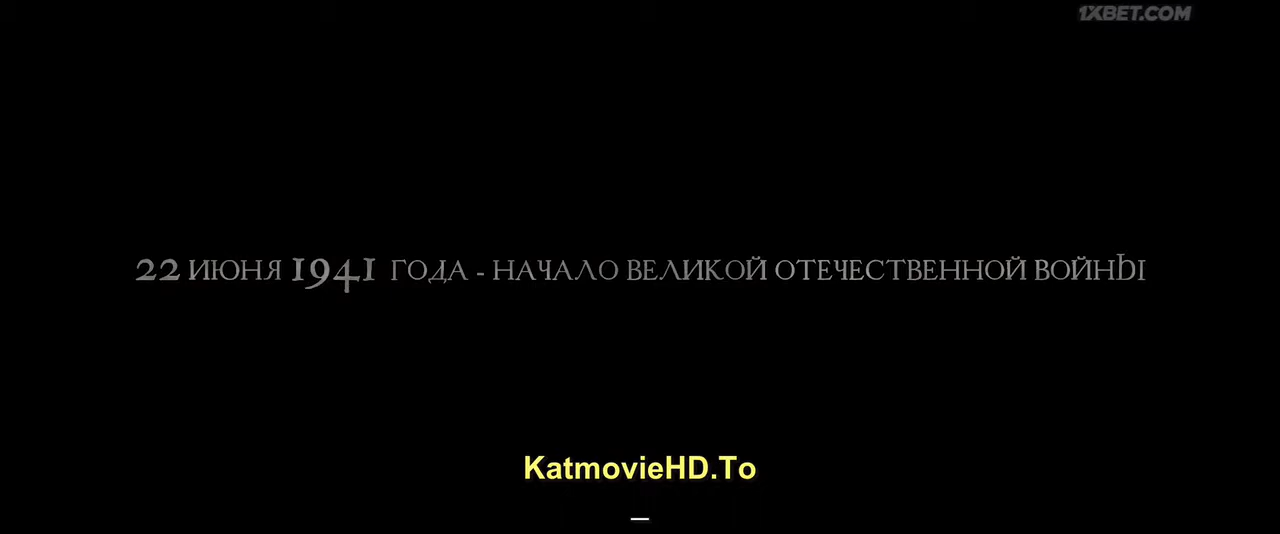 1XBET.COM
22 ИЮНЯ 1941 ГОДА - НАЧАЛО ВЕЛИКОЙ ОТЕЧЕСТВЕННОЙ ВОЙНЫ
KatmovieHD.To
_